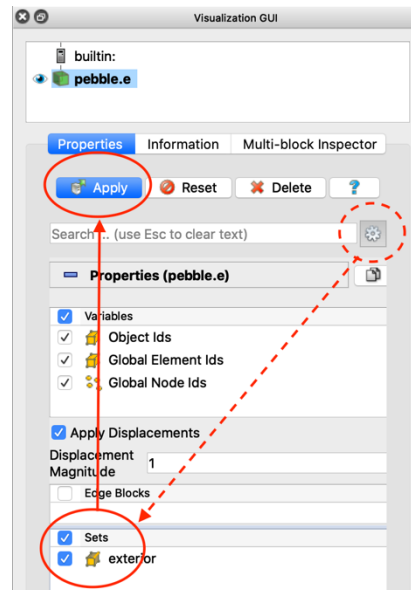 Visualization GUI
builtin:
pebble.e
Properties Information Multi-block Inspector
Apply Reset Delete ?
Search ... (use Esc to clear text)
Properties (pebble.e)
Variables
Object Ids
Global Element Ids
Global Node Ids
Apply Displacements
Displacement
Magnitude 1
Edge Blocks
Sets
exterior